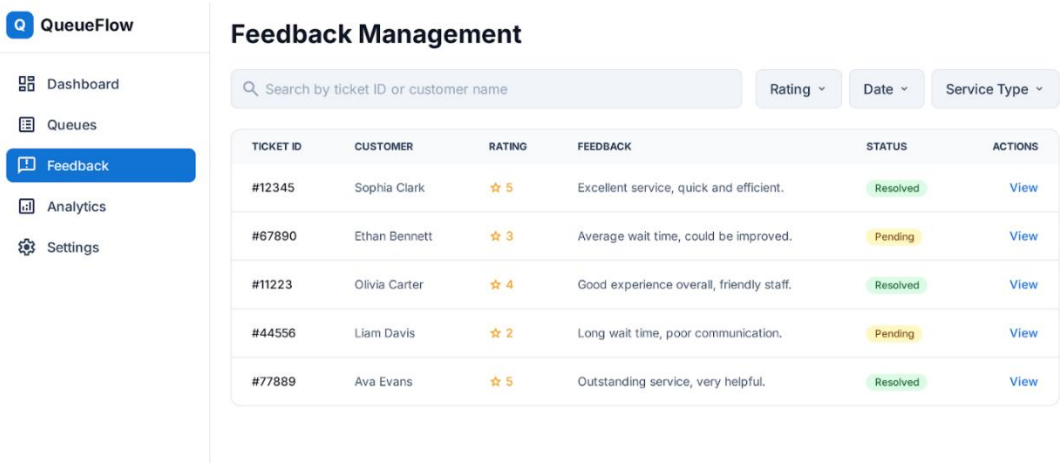 Q QueueFlow
Dashboard
Queues
Feedback
Analytics
Settings
Feedback Management
Search by ticket ID or customer name
Rating Date Service Type
TICKET ID CUSTOMER RATING FEEDBACK STATUS ACTIONS
#12345 Sophia Clark ☆ 5 Excellent service, quick and efficient. Resolved View
#67890 Ethan Bennett ☆ 3 Average wait time, could be improved. Pending View
#11223 Olivia Carter ☆ 4 Good experience overall, friendly staff. Resolved View
#44556 Liam Davis ☆ 2 Long wait time, poor communication. Pending View
#77889 Ava Evans ☆ 5 Outstanding service, very helpful. Resolved View